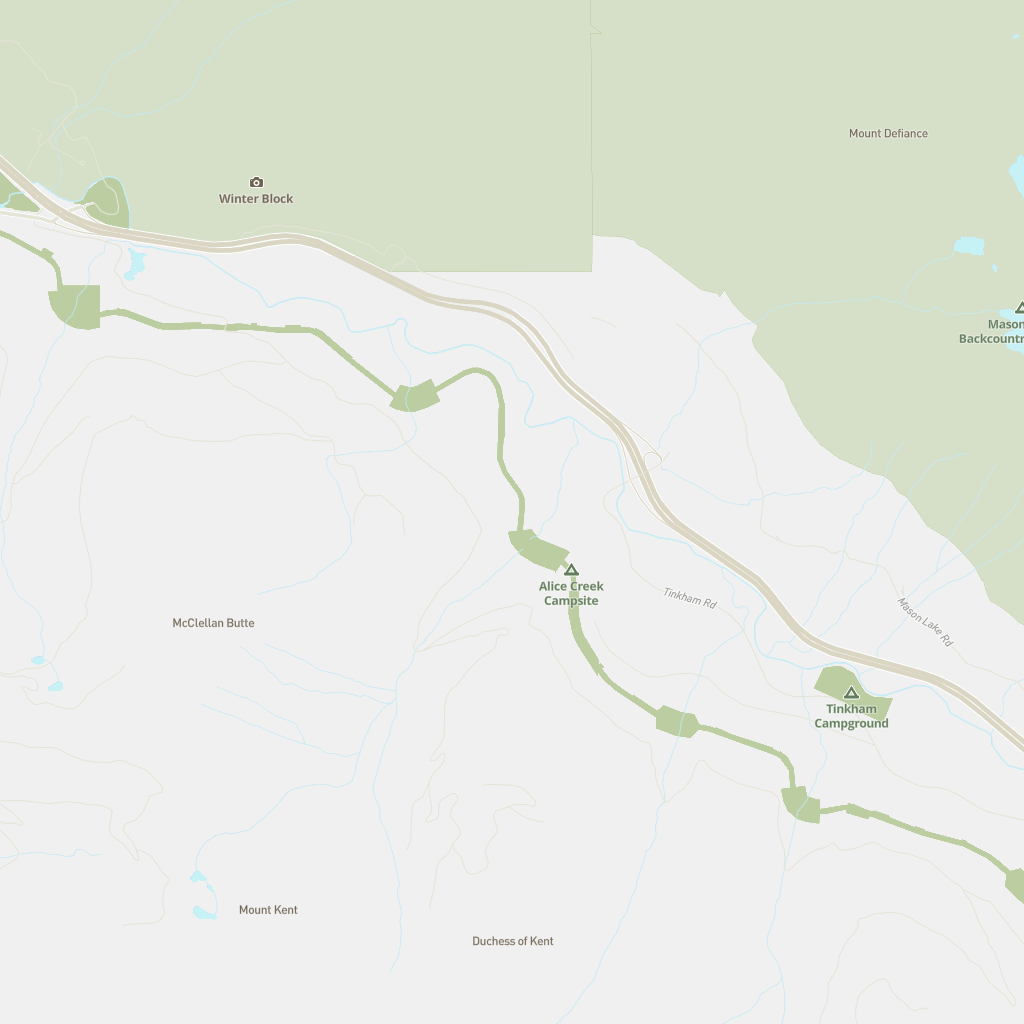 Mount Defiance
Winter Block
Mason
Backcountr
Alice Creek
Campsite
Tinkham Rd
Mason Lake Rd
McClellan Butte
Tinkham
Campground
Mount Kent
Duchess of Kent